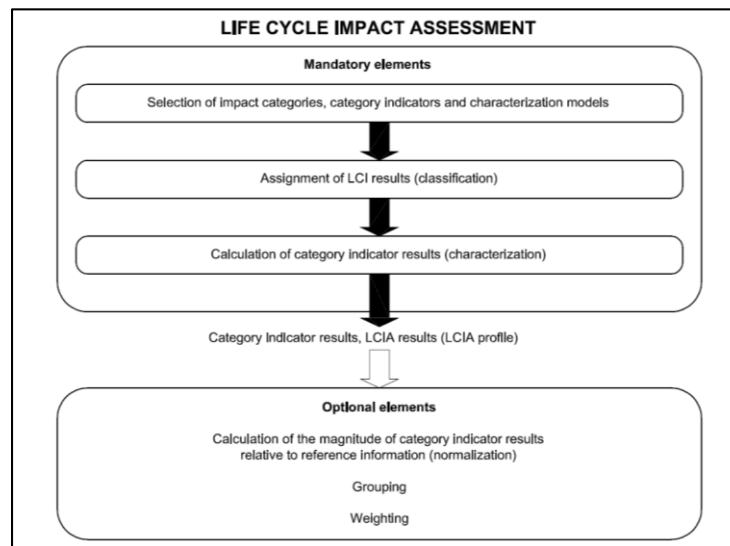 LIFE CYCLE IMPACT ASSESSMENT
Mandatory elements
Selection of impact categories, category indicators and characterization models
Assignment of LCI results (classification)
Calculation of category indicator results (characterization)
Category indicator results, LCIA results (LCIA profile)
Optional elements
Calculation of the magnitude of category indicator results
relative to reference information (normalization)
Grouping
Weighting